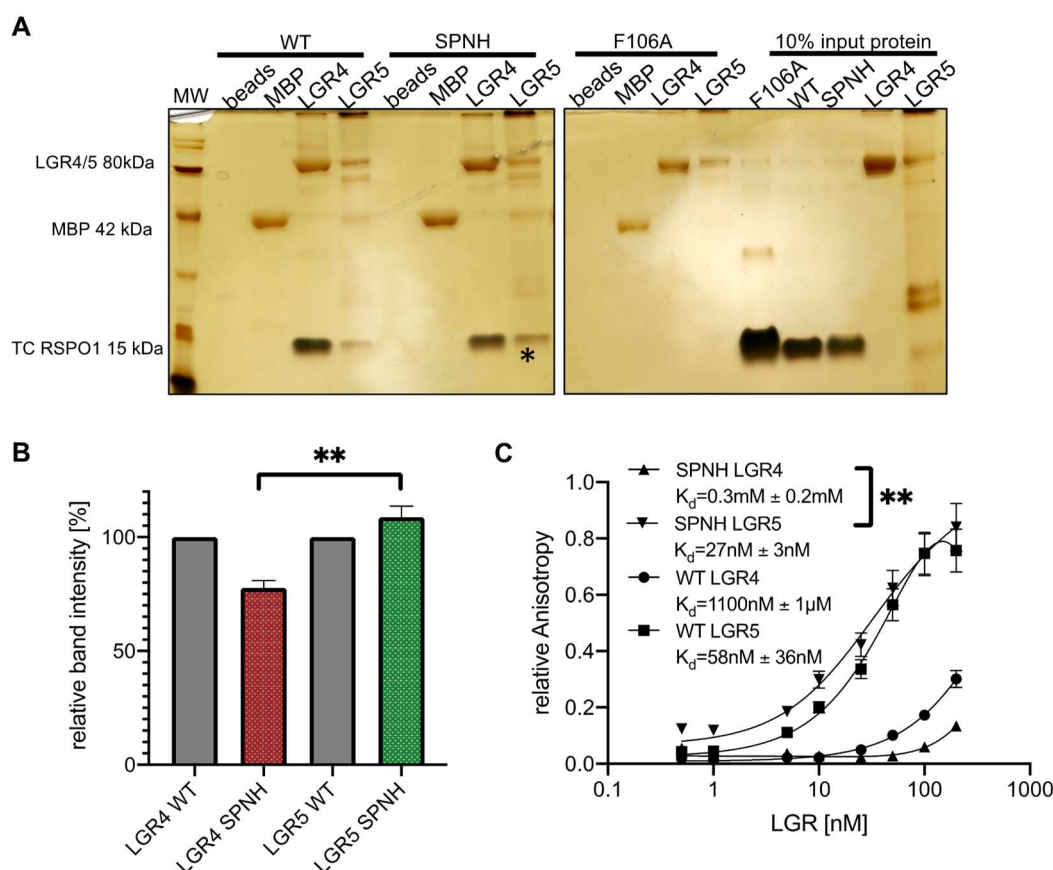 A
WT SPNH F106A 10% input protein
MW beads MBP LGR4 LGR5 beads MBP LGR4 LGR5 beads MBP LGR4 LGR5 F106A WT SPNH LGR4 LGR5
LGR4/5 80kDa
MBP 42 kDa
TC RSPO1 15 kDa
*
B
**
relative band intensity [%]
100
50
0
LGR4 WT
LGR4 SPNH
LGR5 WT
LGR5 SPNH
C
SPNH LGR4
Kd=0.3mM ± 0.2mM
**
SPNH LGR5
Kd=27nM ± 3nM
WT LGR4
Kd=1100nM ± 1µM
WT LGR5
Kd=58nM ± 36nM
relative Anisotropy
1.0
0.8
0.6
0.4
0.2
0.0
0.1 1 10 100 1000
LGR [nM]